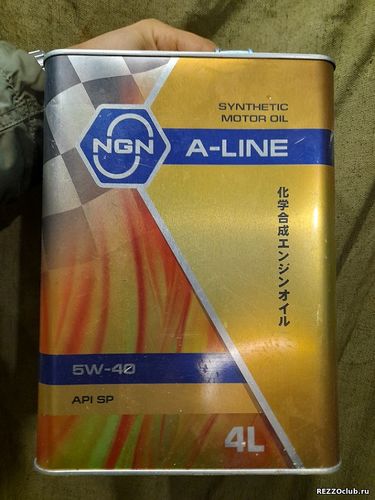 SYNTHETIC
MOTOR OIL
NGN
A-LINE
化学合成エンジンオイル
5W-40
API SP
4L
REZZOclub.ru